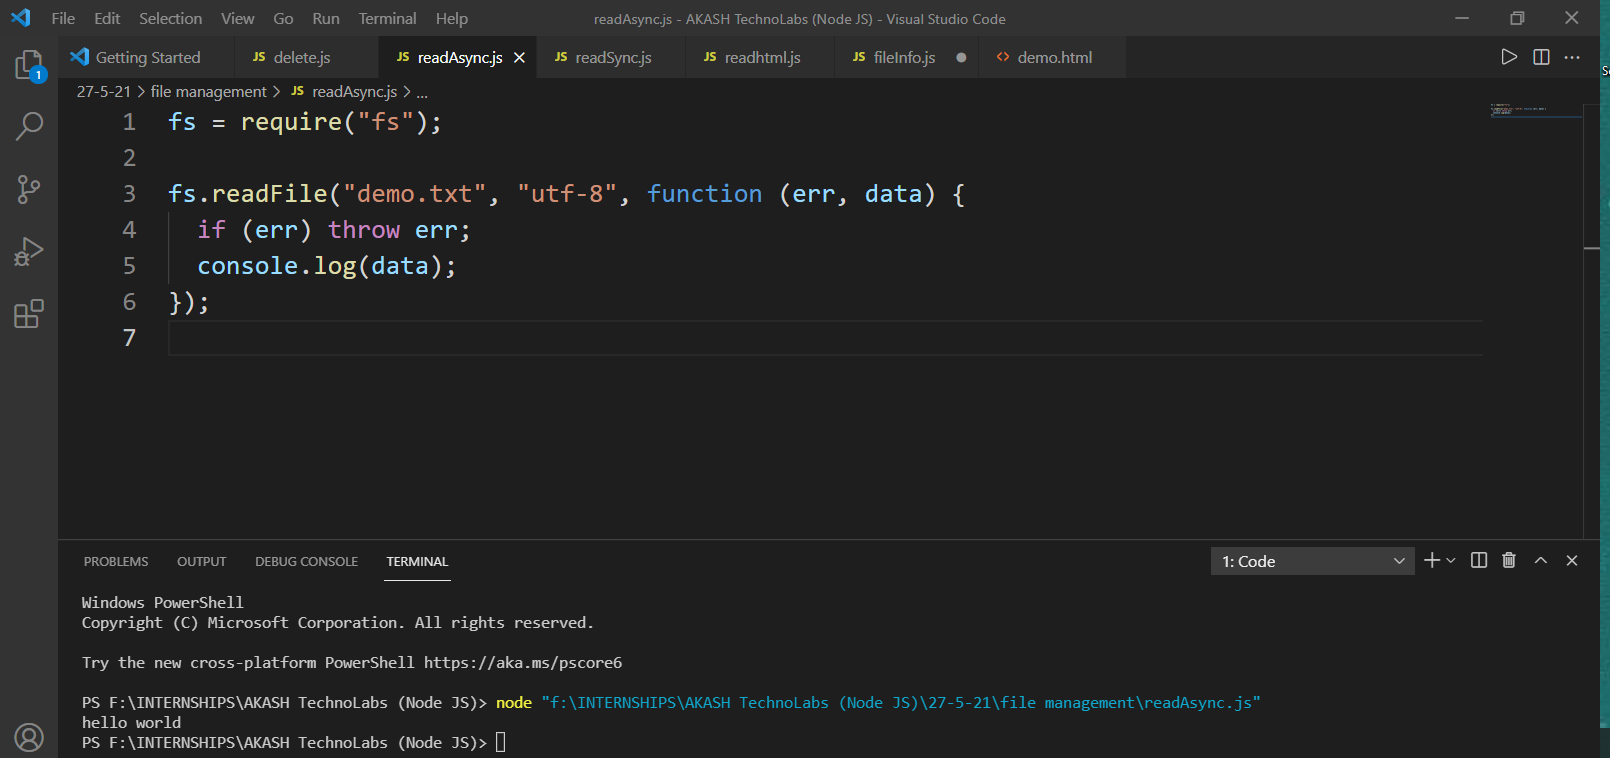 File Edit Selection View Go Run Terminal Help readAsync.js - AKASH TechnoLabs (Node JS) - Visual Studio Code
Getting Started JS delete.js JS readAsync.js JS readSync.js JS readhtml.js JS fileInfo.js demo.html
27-5-21 > file management > JS readAsync.js > ...
1 fs = require("fs");
2
3 fs.readFile("demo.txt", "utf-8", function (err, data) {
4 if (err) throw err;
5 console.log(data);
6 });
7
1
PROBLEMS OUTPUT DEBUG CONSOLE TERMINAL 1: Code
Windows PowerShell
Copyright (C) Microsoft Corporation. All rights reserved.
Try the new cross-platform PowerShell https://aka.ms/pscore6
PS F:\INTERNSHIPS\AKASH TechnoLabs (Node JS)> node "f:\INTERNSHIPS\AKASH TechnoLabs (Node JS)\27-5-21\file management\readAsync.js"
hello world
PS F:\INTERNSHIPS\AKASH TechnoLabs (Node JS)>